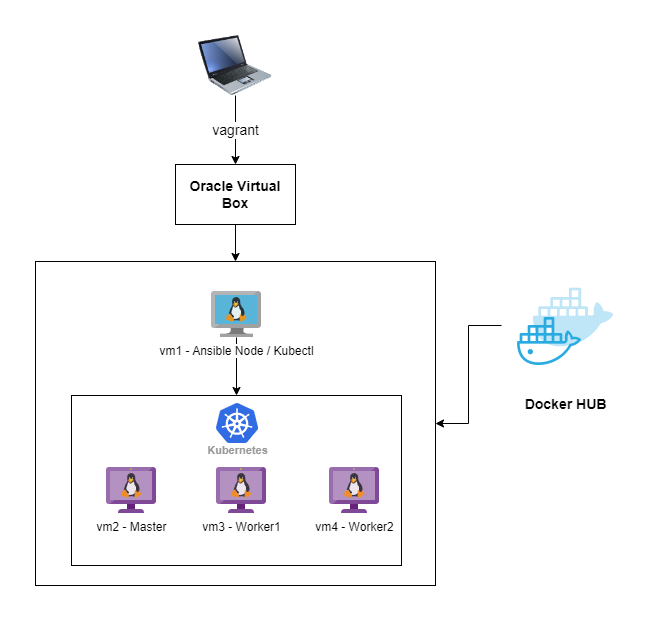 vagrant
Oracle Virtual
Box
vm1 - Ansible Node / Kubectl
Docker HUB
Kubernetes
vm2 - Master
vm3 - Worker1
vm4 - Worker2